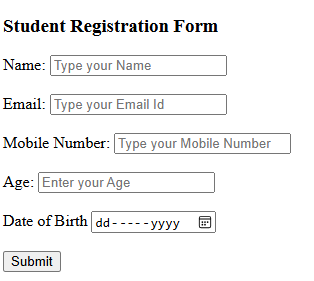 Student Registration Form
Name: Type your Name
Email: Type your Email Id
Mobile Number: Type your Mobile Number
Age: Enter your Age
Date of Birth dd-----yyyy
Submit